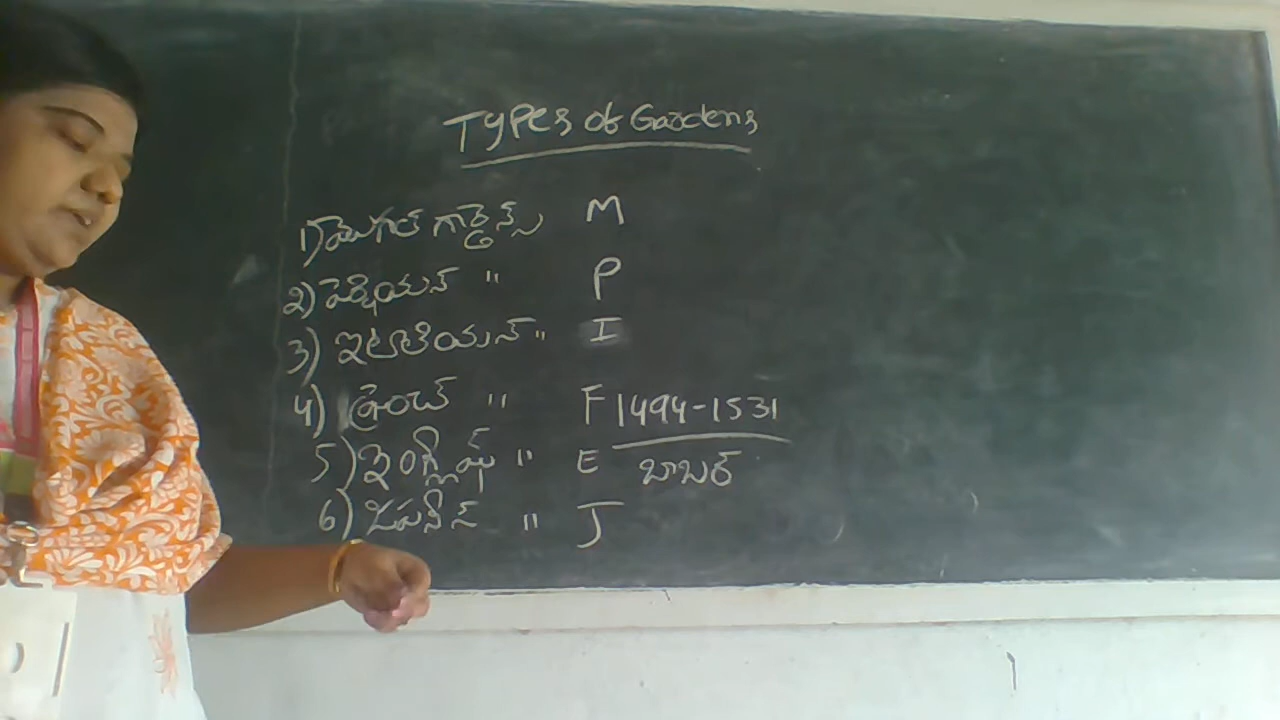 Types of Gardens
1) మొగల్ గార్డెన్స్ M
2) పెర్షియన్ " P
3) ఇటాలియన్ " I
4) ఫ్రెంచ్ " F 1494-1531
5) ఇంగ్లీష్ " E బాబర్
6) జపనీస్ " J